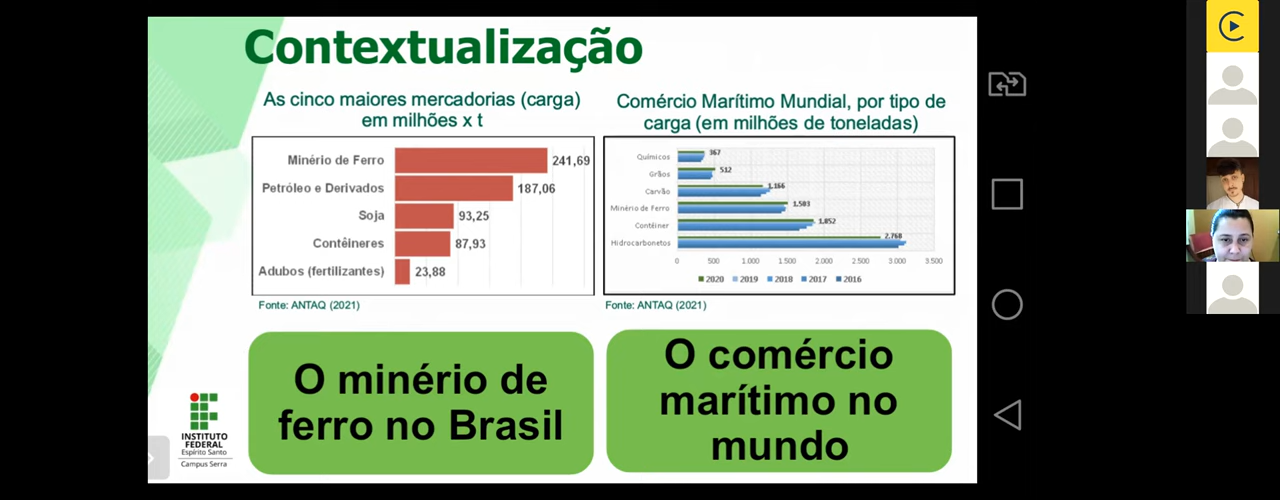 Contextualização
As cinco maiores mercadorias (carga)
em milhões x t
Minério de Ferro 241,69
Petróleo e Derivados 187,06
Soja 93,25
Contêineres 87,93
Adubos (fertilizantes) 23,88
Fonte: ANTAQ (2021)
Comércio Marítimo Mundial, por tipo de
carga (em milhões de toneladas)
Químicos 367
Grãos 512
Carvão 1.166
Minério de Ferro 1.503
Contêiner 1.852
Hidrocarbonetos 2.768
0 500 1.000 1.500 2.000 2.500 3.000 3.500
2020 2019 2018 2017 2016
Fonte: ANTAQ (2021)
O minério de
ferro no Brasil
O comércio
marítimo no
mundo
INSTITUTO
FEDERAL
Espírito Santo
Campus Serra